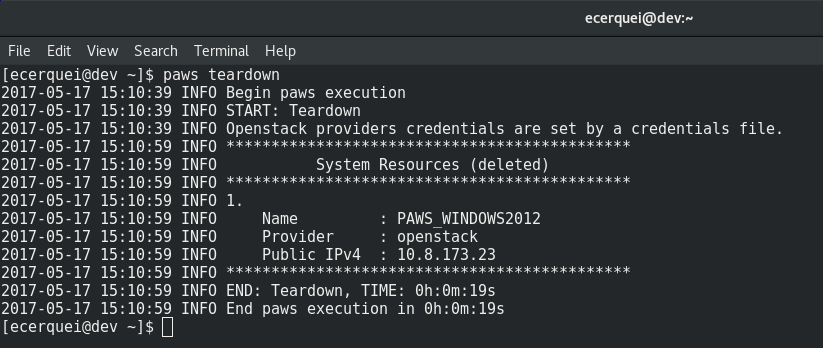 ecerquei@dev:~
File Edit View Search Terminal Help
[ecerquei@dev ~]$ paws teardown
2017-05-17 15:10:39 INFO Begin paws execution
2017-05-17 15:10:39 INFO START: Teardown
2017-05-17 15:10:39 INFO Openstack providers credentials are set by a credentials file.
2017-05-17 15:10:59 INFO *********************************************
2017-05-17 15:10:59 INFO           System Resources (deleted)
2017-05-17 15:10:59 INFO *********************************************
2017-05-17 15:10:59 INFO 1.
2017-05-17 15:10:59 INFO     Name         : PAWS_WINDOWS2012
2017-05-17 15:10:59 INFO     Provider     : openstack
2017-05-17 15:10:59 INFO     Public IPv4  : 10.8.173.23
2017-05-17 15:10:59 INFO *********************************************
2017-05-17 15:10:59 INFO END: Teardown, TIME: 0h:0m:19s
2017-05-17 15:10:59 INFO End paws execution in 0h:0m:19s
[ecerquei@dev ~]$